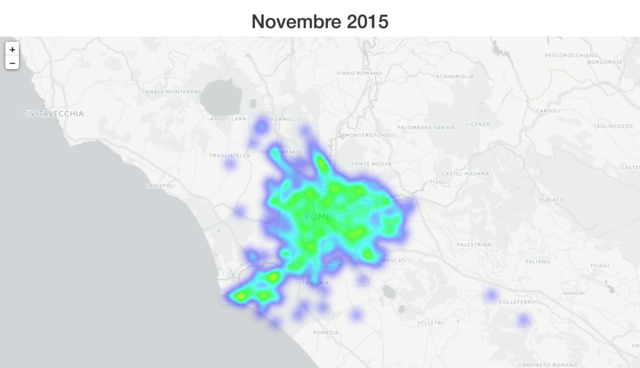 Novembre 2015
+
−
PESCOROCCHIANO
BORGOROSE
FIANO ROMANO
SCANDRIGLIA
CANALE MONTERANO
CARSOLI
CIVITAVECCHIA
ANGUILLARA
FORMELLO
LICENZA
PALOMBARA SABINA
TAGLIACOZZO
MONTEROTONDO
TRAGLIATELLA
FONTE NUOVA
CASTEL MADAMA
LADISPOLI
TIVOLI
SUBIACO
ROME
PALESTRINA
FRASCATI
PALIANO
FIUGGI
ANAGNI
COLLEFERRO
VELLETRI
POMEZIA
CARPINETO ROMANO